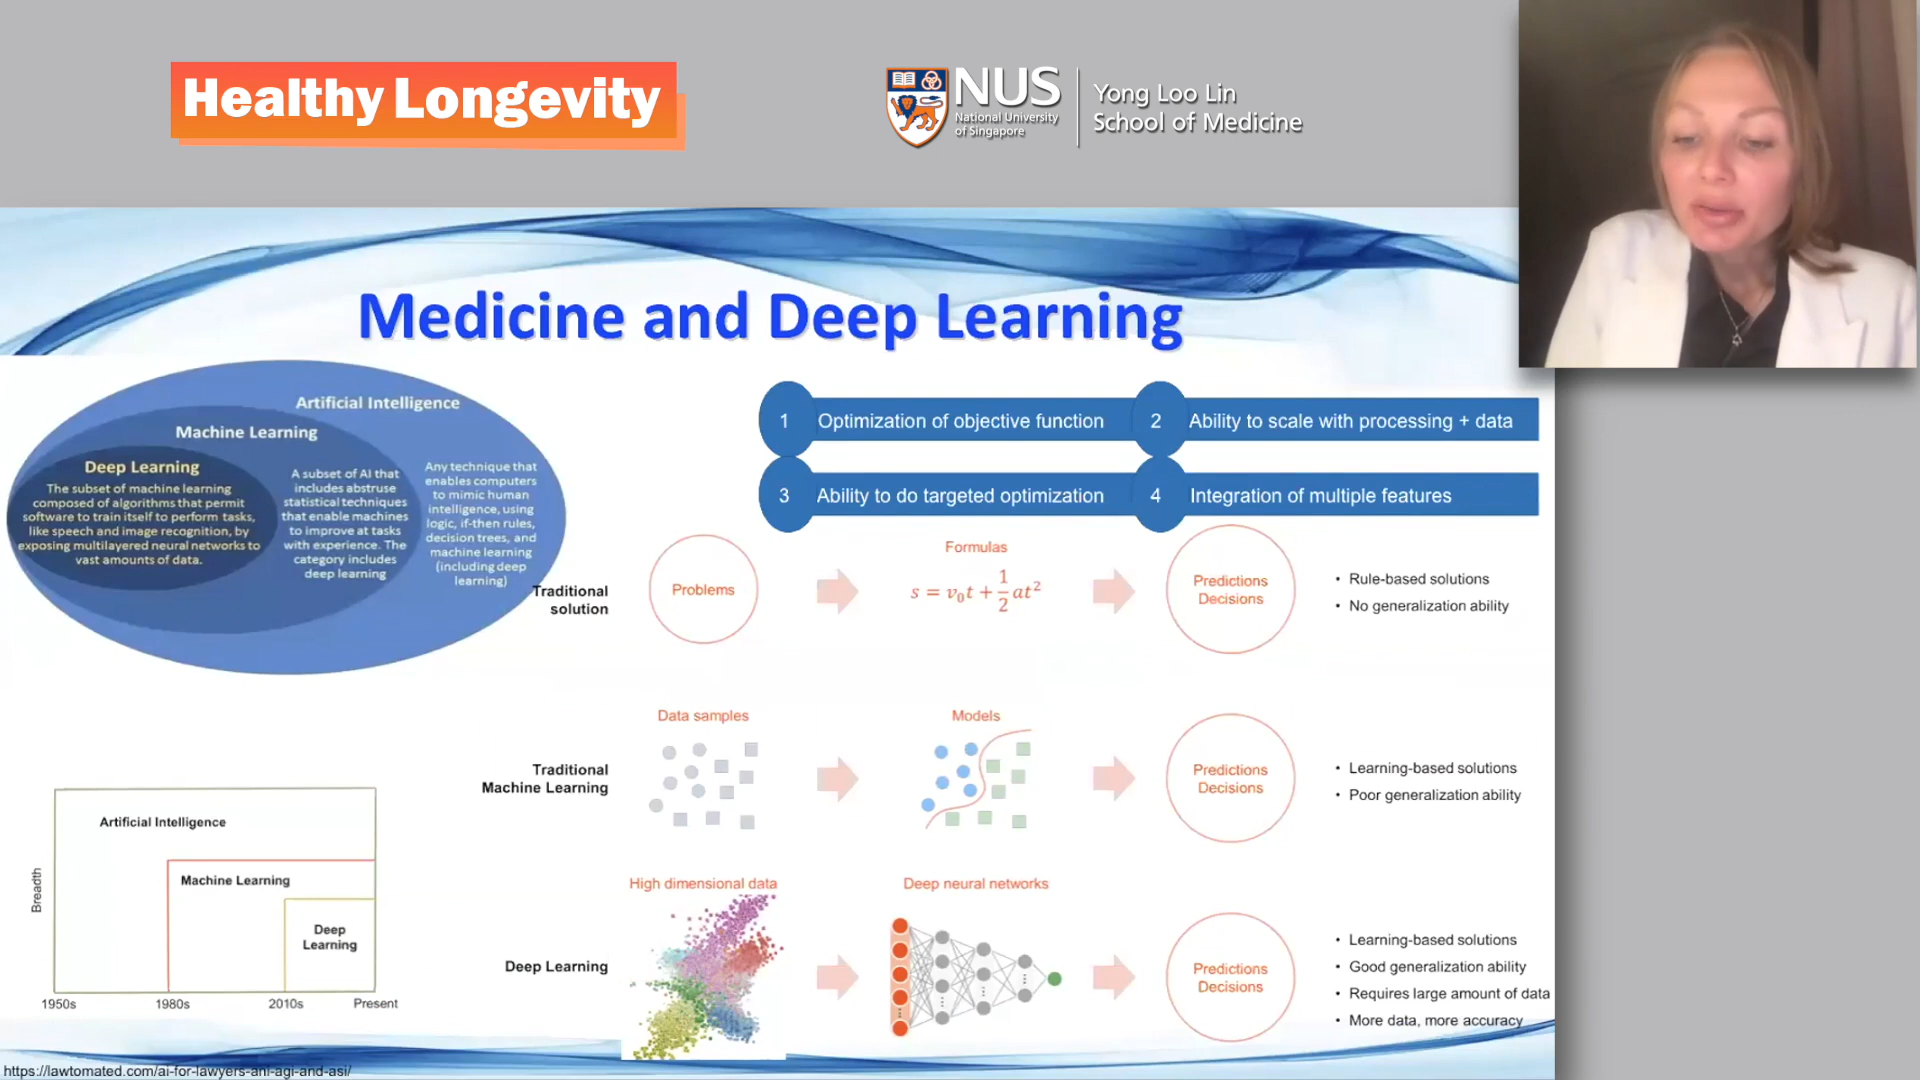 Healthy Longevity
NUS
National University
of Singapore
Yong Loo Lin
School of Medicine
Medicine and Deep Learning
Artificial Intelligence
Machine Learning
Deep Learning
The subset of machine learning
composed of algorithms that permit
software to train itself to perform tasks,
like speech and image recognition, by
exposing multilayered neural networks to
vast amounts of data.
A subset of AI that
includes abstruse
statistical techniques
that enable machines
to improve at tasks
with experience. The
category includes
deep learning
Any technique that
enables computers
to mimic human
intelligence, using
logic, if-then rules,
decision trees, and
machine learning
(including deep
learning)
1 Optimization of objective function
2 Ability to scale with processing + data
3 Ability to do targeted optimization
4 Integration of multiple features
Traditional
solution
Problems
Formulas
s = v₀t + 1/2 at²
Predictions
Decisions
• Rule-based solutions
• No generalization ability
Traditional
Machine Learning
Data samples
Models
Predictions
Decisions
• Learning-based solutions
• Poor generalization ability
Deep Learning
High dimensional data
Deep neural networks
Predictions
Decisions
• Learning-based solutions
• Good generalization ability
• Requires large amount of data
• More data, more accuracy
Breadth
Artificial Intelligence
Machine Learning
Deep
Learning
1950s
1980s
2010s
Present
https://lawtomated.com/ai-for-lawyers-ani-agi-and-asi/